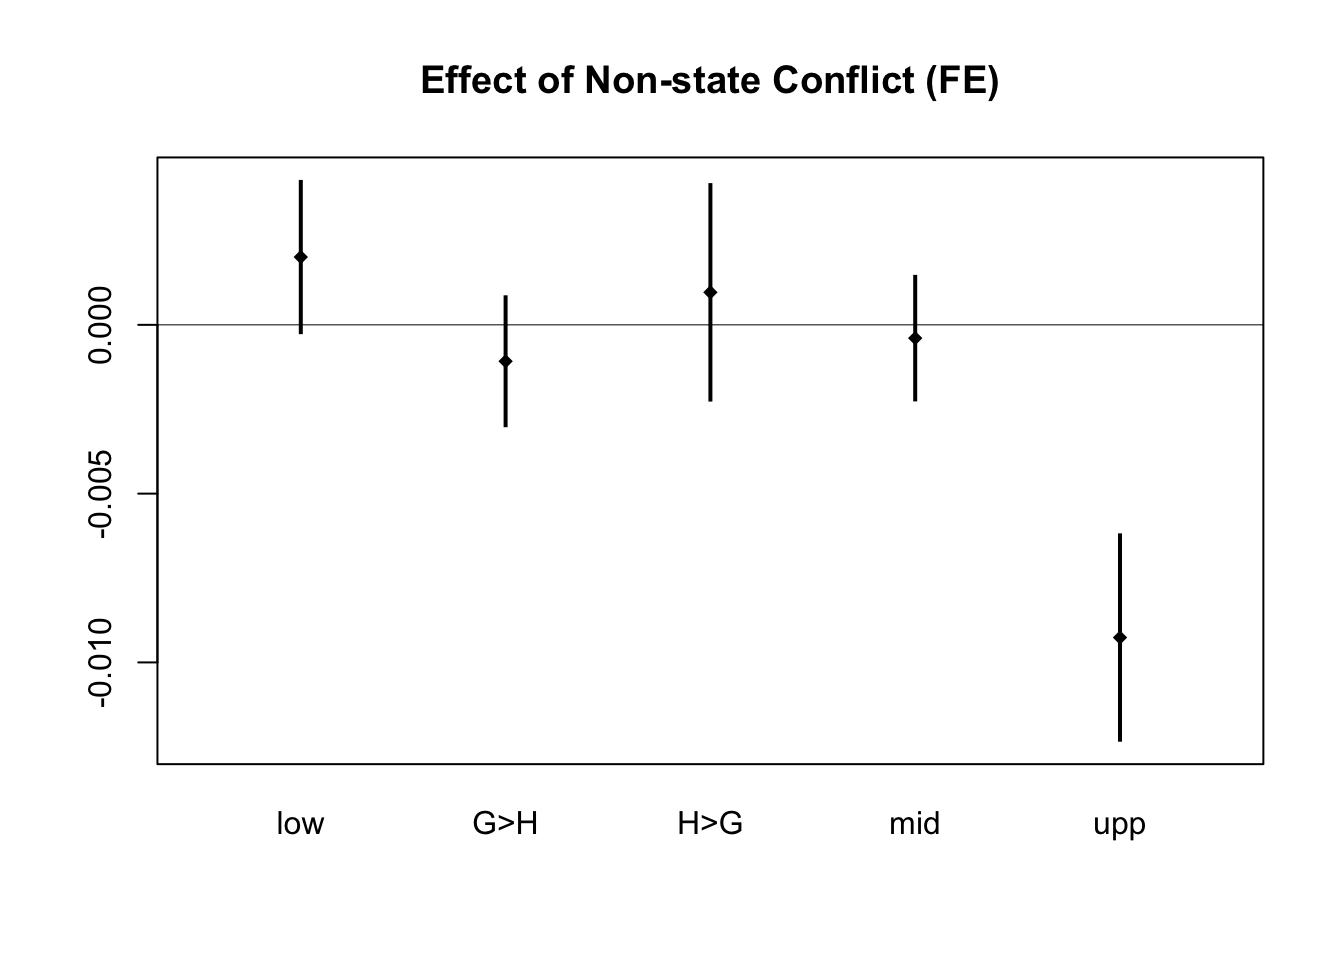 Effect of Non-state Conflict (FE)
0.000
-0.005
-0.010
low G>H H>G mid upp